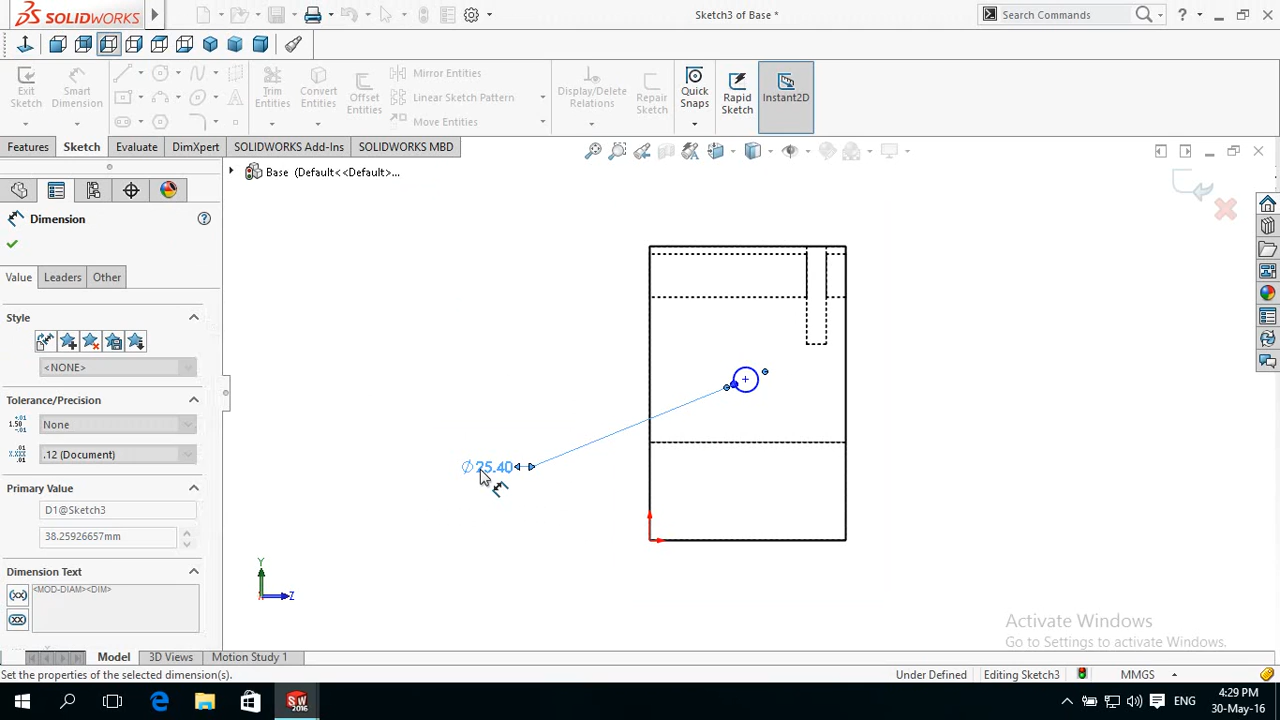 SOLIDWORKS
Sketch3 of Base *
Search Commands
?
Exit Sketch
Smart Dimension
Trim Entities
Convert Entities
Offset Entities
Mirror Entities
Linear Sketch Pattern
Move Entities
Display/Delete Relations
Repair Sketch
Quick Snaps
Rapid Sketch
Instant2D
Features
Sketch
Evaluate
DimXpert
SOLIDWORKS Add-Ins
SOLIDWORKS MBD
Base (Default<<Default>...
Dimension
?
Value
Leaders
Other
Style
<NONE>
Tolerance/Precision
None
.12 (Document)
Primary Value
D1@Sketch3
38.25926657mm
Dimension Text
<MOD-DIAM><DIM>
∅25.40
Y
Z
Activate Windows
Go to Settings to activate Windows.
Model
3D Views
Motion Study 1
Set the properties of the selected dimension(s).
Under Defined
Editing Sketch3
MMGS
SW
2016
ENG
4:29 PM
30-May-16